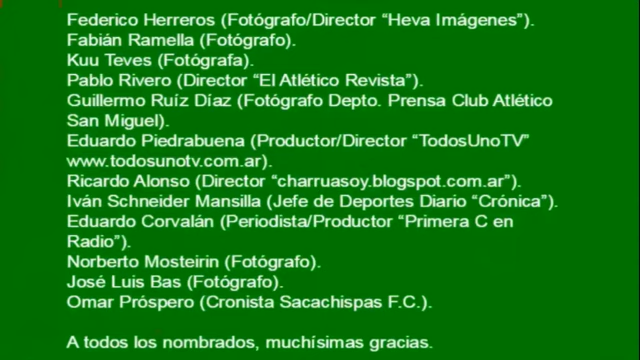 Federico Herreros (Fotógrafo/Director “Heva Imágenes”).
Fabián Ramella (Fotógrafo).
Kuu Teves (Fotógrafa).
Pablo Rivero (Director “El Atlético Revista”).
Guillermo Ruíz Díaz (Fotógrafo Depto. Prensa Club Atlético
San Miguel).
Eduardo Piedrabuena (Productor/Director “TodosUnoTV”
www.todosunotv.com.ar).
Ricardo Alonso (Director “charruasoy.blogspot.com.ar”).
Iván Schneider Mansilla (Jefe de Deportes Diario “Crónica”).
Eduardo Corvalán (Periodista/Productor “Primera C en
Radio”).
Norberto Mosteirin (Fotógrafo).
José Luis Bas (Fotógrafo).
Omar Próspero (Cronista Sacachispas F.C.).
A todos los nombrados, muchísimas gracias.